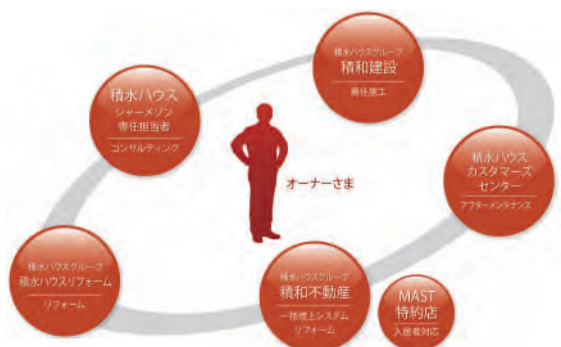 積水ハウスグループ
積和建設
責任施工
積水ハウス
シャーメゾン
専任担当者
コンサルティング
オーナーさま
積水ハウス
カスタマーズ
センター
アフターメンテナンス
積水ハウスグループ
積水ハウスリフォーム
リフォーム
積水ハウスグループ
積和不動産
一括借上システム
リフォーム
MAST
特約店
入居者対応